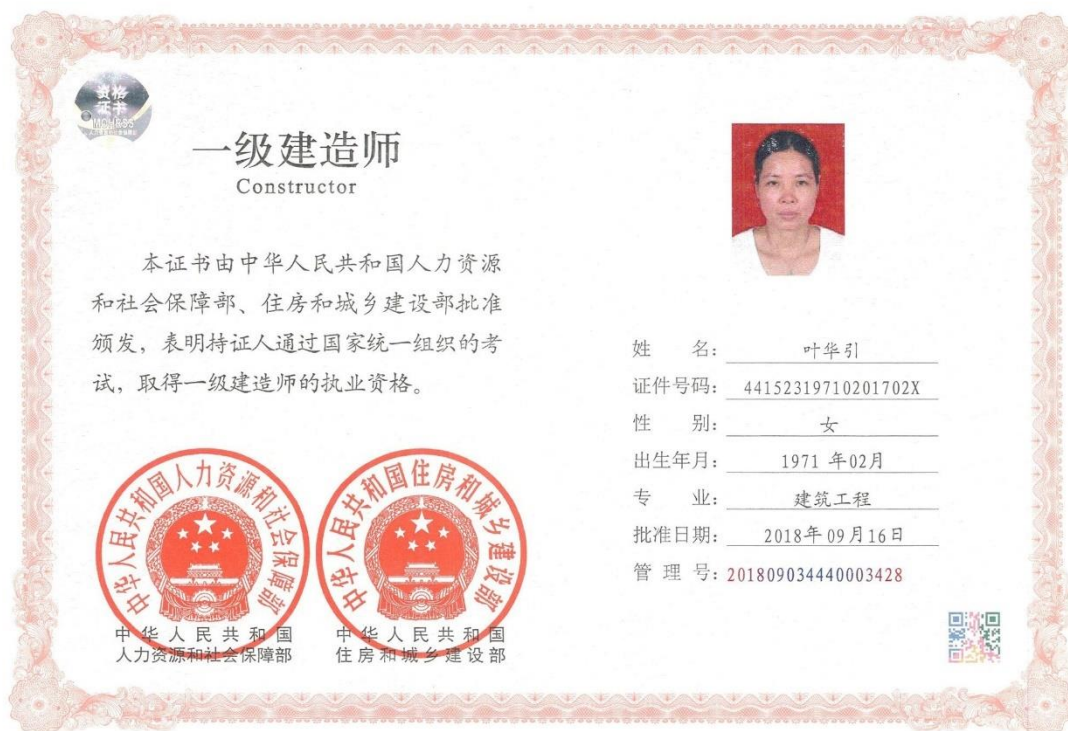 资格
证书
一级建造师
Constructor
本证书由中华人民共和国人力资源
和社会保障部、住房和城乡建设部批准
颁发，表明持证人通过国家统一组织的考
试，取得一级建造师的执业资格。
中华人民共和国人力资源和社会保障部
中华人民共和国
人力资源和社会保障部
中华人民共和国住房和城乡建设部
中华人民共和国
住房和城乡建设部
姓 名： 叶华引
证件号码： 44152319710201702X
性 别： 女
出生年月： 1971 年02月
专 业： 建筑工程
批准日期： 2018年09月16日
管 理 号： 201809034440003428